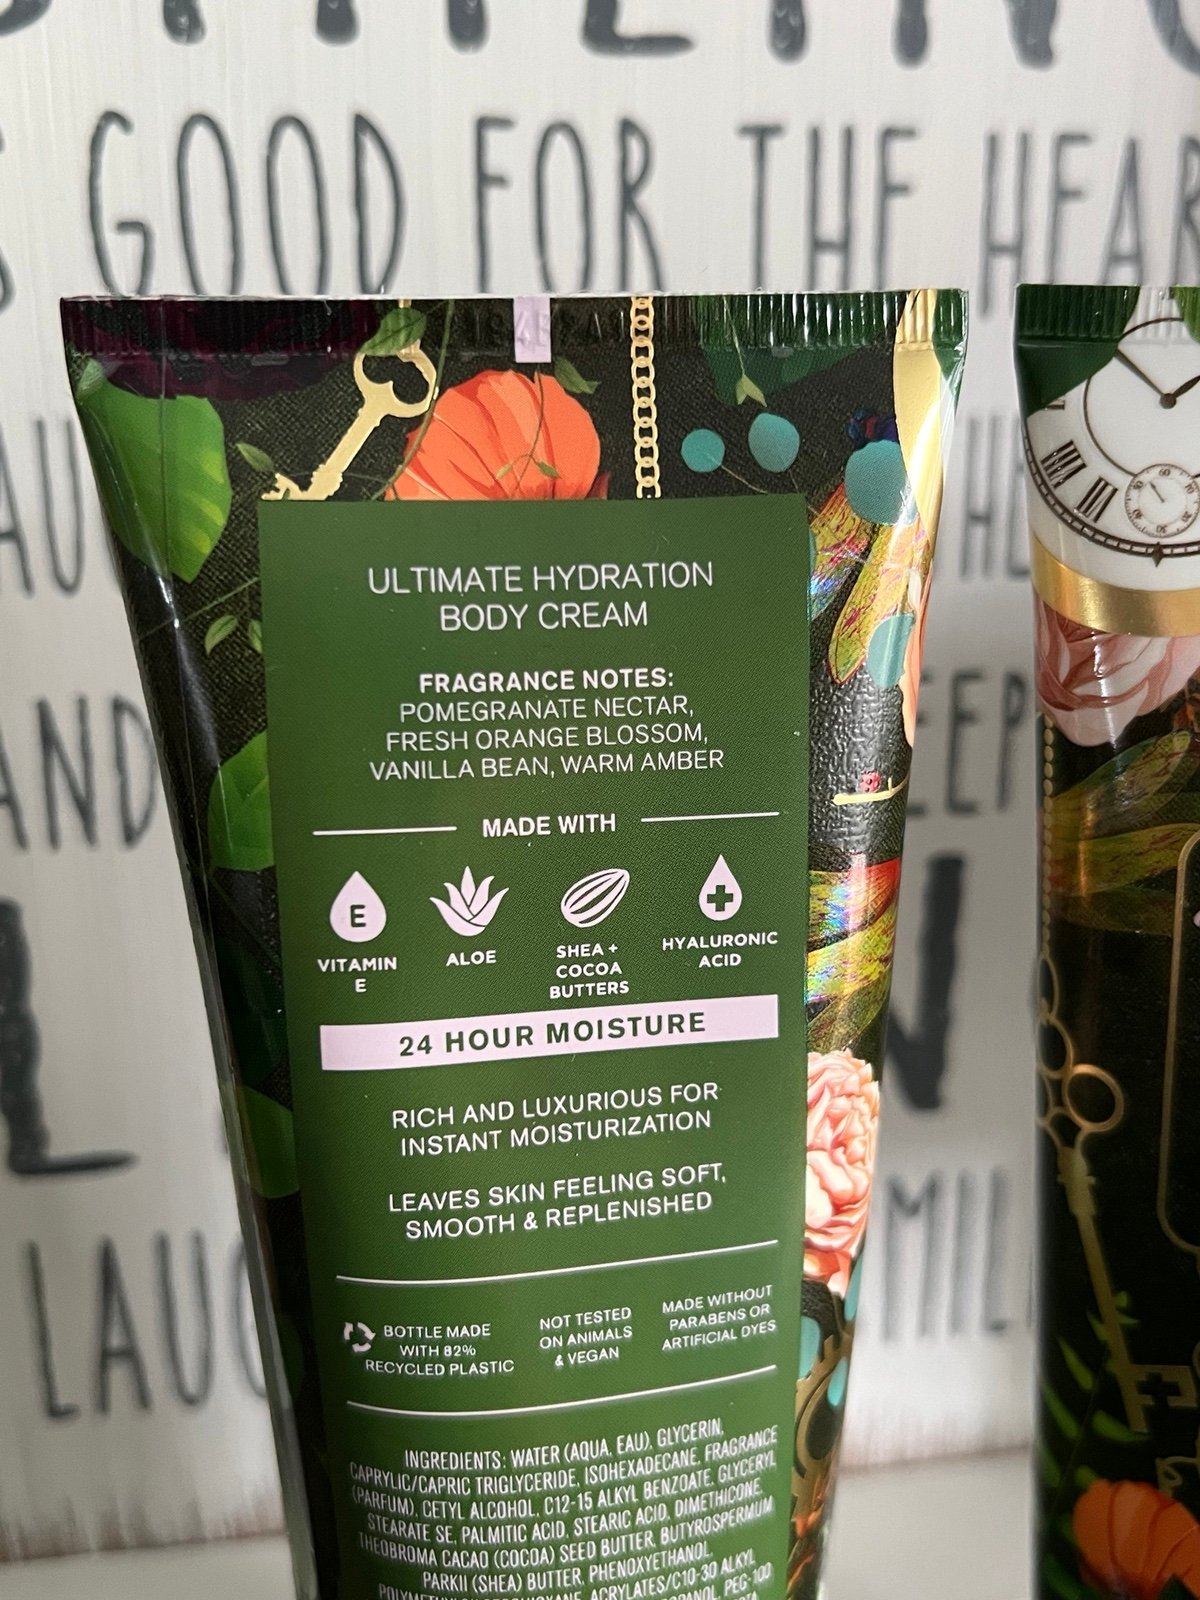 GOOD FOR THE HEAR
AND
LAUG
ULTIMATE HYDRATION
BODY CREAM
FRAGRANCE NOTES:
POMEGRANATE NECTAR,
FRESH ORANGE BLOSSOM,
VANILLA BEAN, WARM AMBER
MADE WITH
E
VITAMIN
E
ALOE
SHEA +
COCOA
BUTTERS
HYALURONIC
ACID
24 HOUR MOISTURE
RICH AND LUXURIOUS FOR
INSTANT MOISTURIZATION
LEAVES SKIN FEELING SOFT,
SMOOTH & REPLENISHED
BOTTLE MADE
WITH 82%
RECYCLED PLASTIC
NOT TESTED
ON ANIMALS
& VEGAN
MADE WITHOUT
PARABENS OR
ARTIFICIAL DYES
INGREDIENTS: WATER (AQUA, EAU), GLYCERIN,
CAPRYLIC/CAPRIC TRIGLYCERIDE, ISOHEXADECANE, FRAGRANCE
(PARFUM), CETYL ALCOHOL, C12-15 ALKYL BENZOATE, GLYCERYL
STEARATE SE, PALMITIC ACID, STEARIC ACID, DIMETHICONE,
THEOBROMA CACAO (COCOA) SEED BUTTER, BUTYROSPERMUM
PARKII (SHEA) BUTTER, PHENOXYETHANOL,
ACRYLATES/C10-30 ALKYL
PEG-100